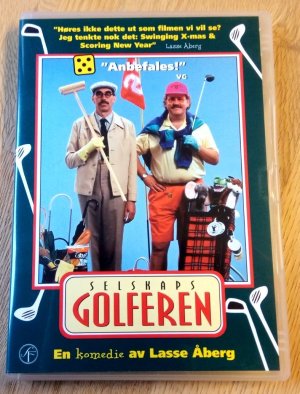 "Høres ikke dette ut som filmen vi vil se?
Jeg tenkte nok det: Swinging X-mas &
Scoring New Year" Lasse Åberg
"Anbefales!"
VG
SELSKAPS
GOLFEREN
En komedie av Lasse Åberg
SF